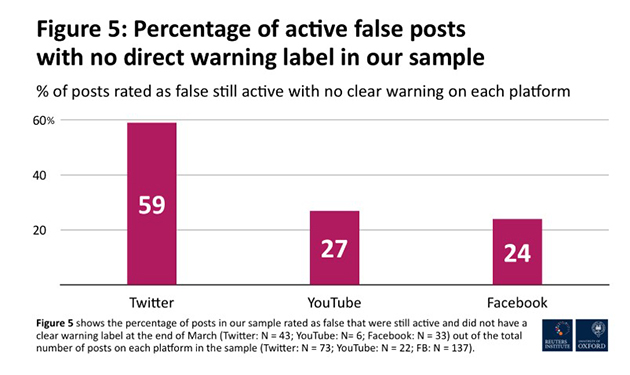 Figure 5: Percentage of active false posts
with no direct warning label in our sample
% of posts rated as false still active with no clear warning on each platform
60%
40
20
59
27
24
Twitter
YouTube
Facebook
Figure 5 shows the percentage of posts in our sample rated as false that were still active and did not have a
clear warning label at the end of March (Twitter: N = 43; YouTube: N= 6; Facebook: N = 33) out of the total
number of posts on each platform in the sample (Twitter: N = 73; YouTube: N = 22; FB: N = 137).
REUTERS
INSTITUTE
UNIVERSITY OF
OXFORD